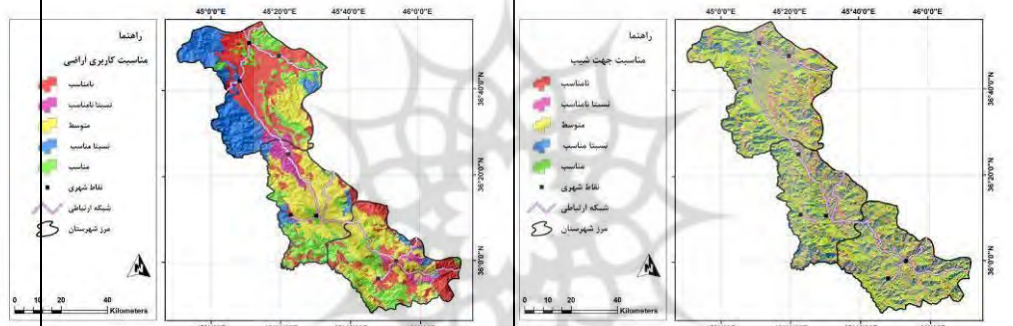 45°0'0"E 45°20'0"E 45°40'0"E 46°0'0"E
راهنما
مناسبت کاربری اراضی
نامناسب
نسبتا نامناسب
متوسط
نسبتا مناسب
مناسب
نقاط شهری
شبکه ارتباطی
مرز شهرستان
N
0 10 20 40
Kilometers
36°40'0"N
36°20'0"N
36°0'0"N
45°0'0"E 45°20'0"E 45°40'0"E 46°0'0"E
راهنما
مناسبت جهت شیب
نامناسب
نسبتا نامناسب
متوسط
نسبتا مناسب
مناسب
نقاط شهری
شبکه ارتباطی
مرز شهرستان
N
0 10 20 40
Kilometers
36°40'0"N
36°20'0"N
36°0'0"N